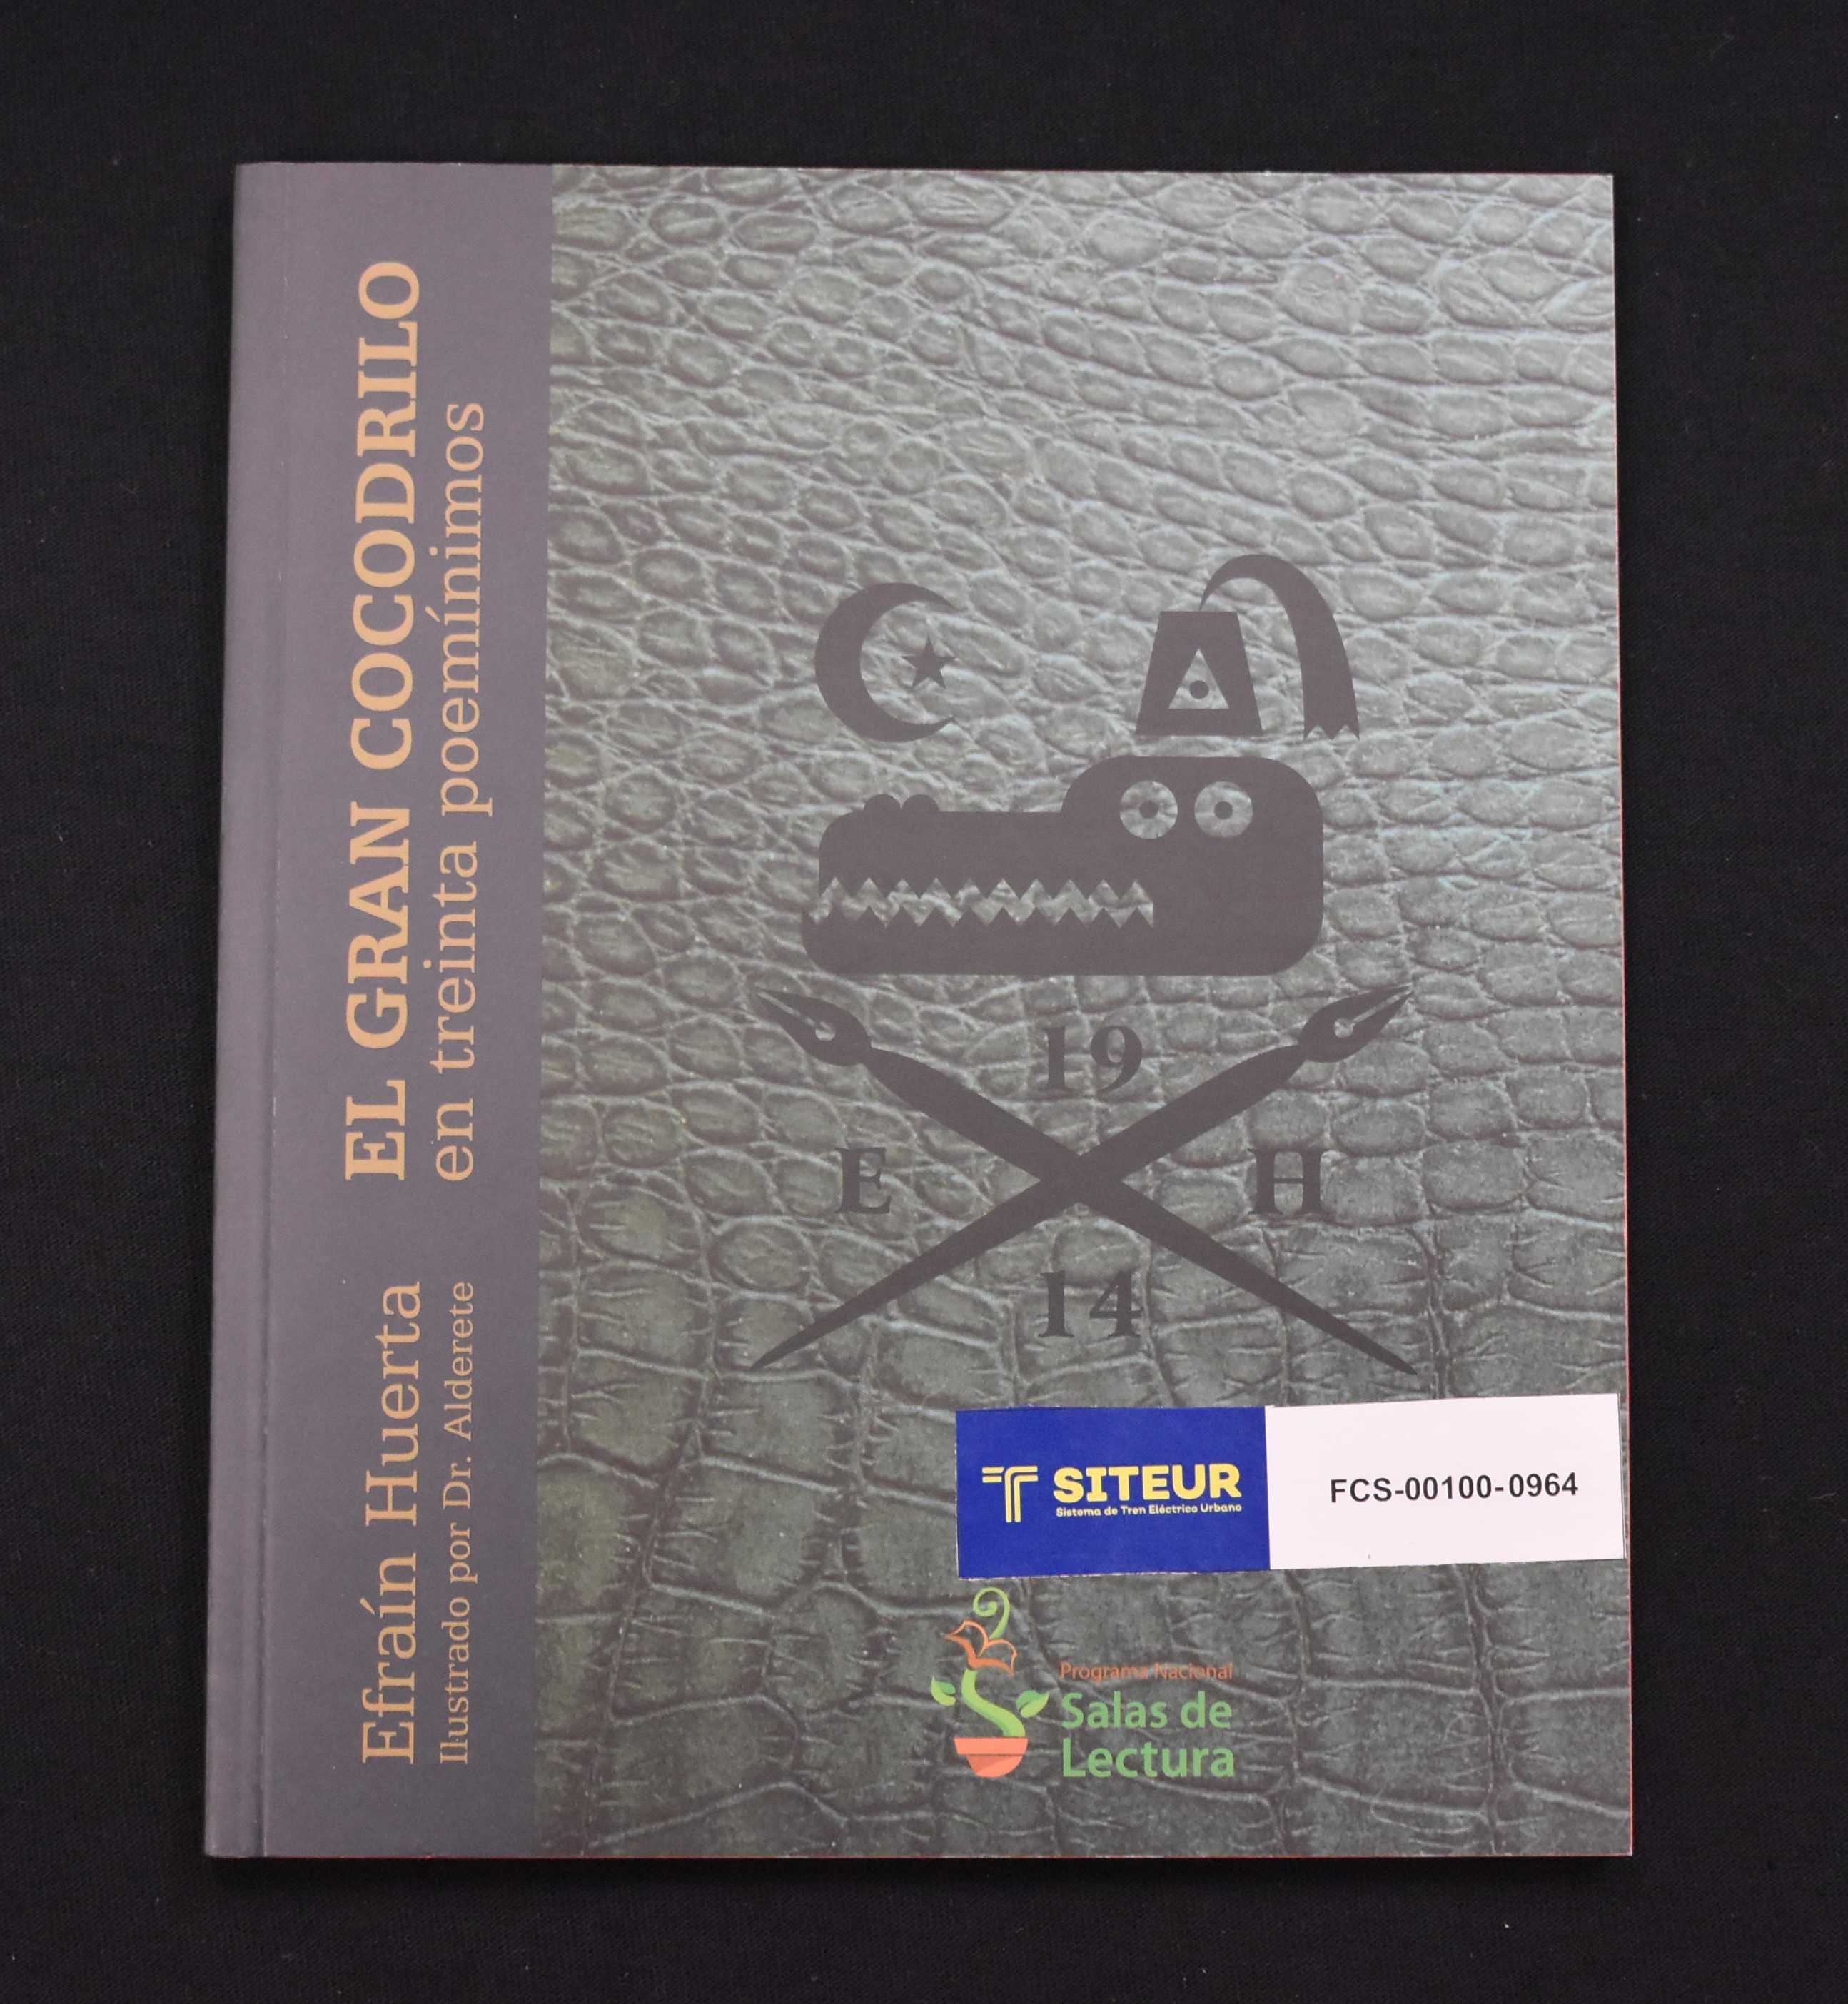 Efraín Huerta
Ilustrado por Dr. Alderete
EL GRAN COCODRILO
en treinta poemínimos
19
E H
14
SITEUR
Sistema de Tren Eléctrico Urbano
FCS-00100-0964
Programa Nacional
Salas de
Lectura